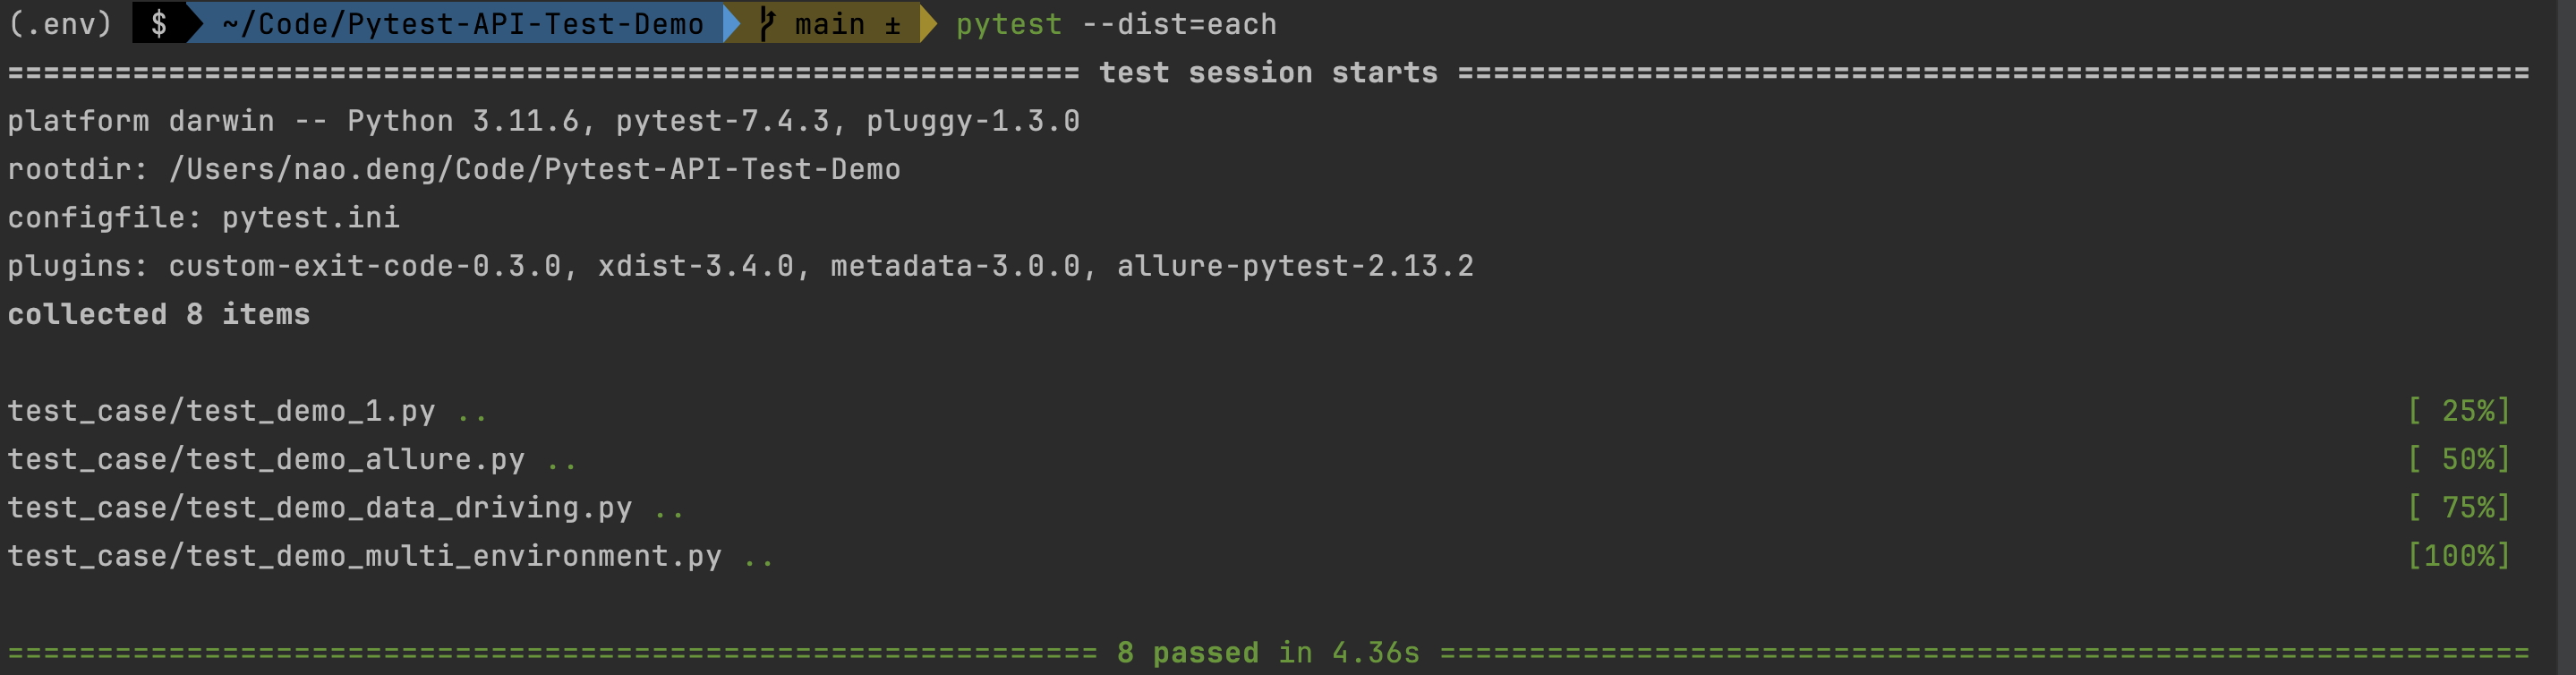 (.env) $ ~/Code/Pytest-API-Test-Demo main ± pytest --dist=each
============================================================ test session starts ============================================================
platform darwin -- Python 3.11.6, pytest-7.4.3, pluggy-1.3.0
rootdir: /Users/nao.deng/Code/Pytest-API-Test-Demo
configfile: pytest.ini
plugins: custom-exit-code-0.3.0, xdist-3.4.0, metadata-3.0.0, allure-pytest-2.13.2
collected 8 items
test_case/test_demo_1.py .. [ 25%]
test_case/test_demo_allure.py .. [ 50%]
test_case/test_demo_data_driving.py .. [ 75%]
test_case/test_demo_multi_environment.py .. [100%]
============================================================= 8 passed in 4.36s =============================================================